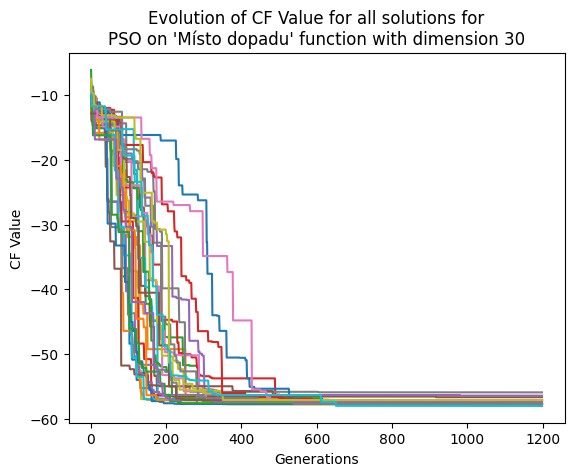 Evolution of CF Value for all solutions for
PSO on 'Místo dopadu' function with dimension 30
CF Value
−10
−20
−30
−40
−50
−60
0 200 400 600 800 1000 1200
Generations